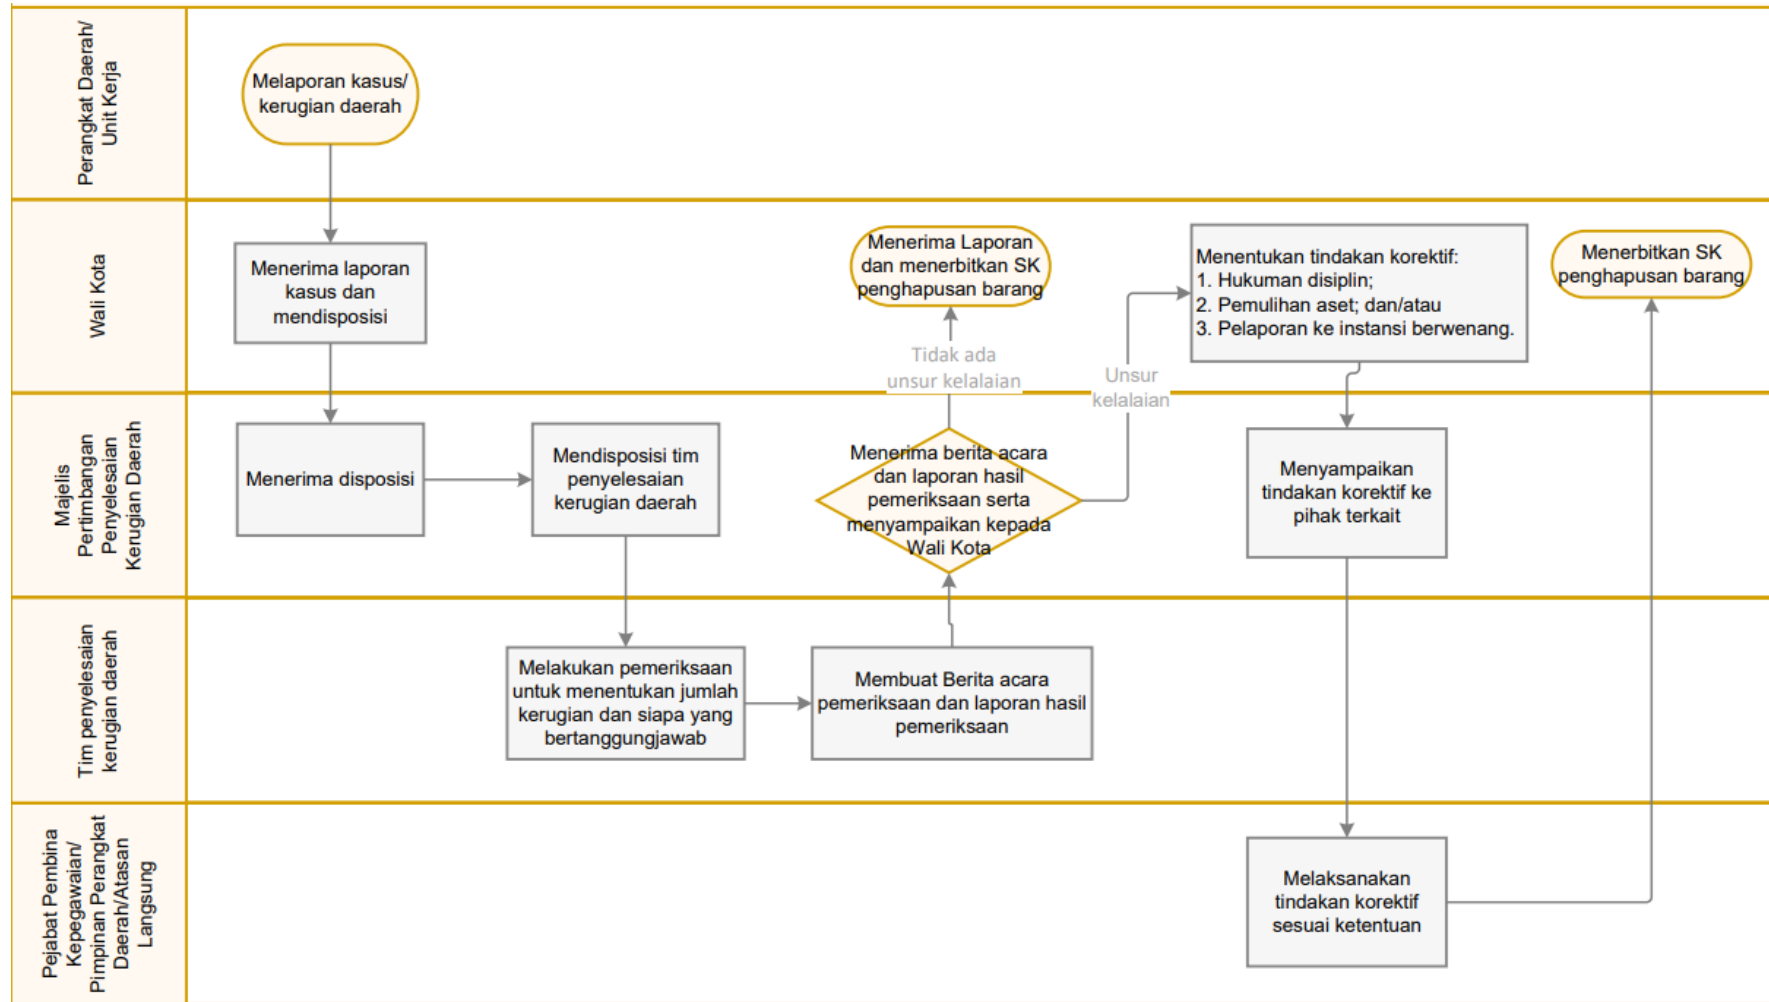 Perangkat Daerah/
Unit Kerja
Melaporan kasus/
kerugian daerah
Wali Kota
Menerima laporan
kasus dan
mendisposisi
Menerima Laporan
dan menerbitkan SK
penghapusan barang
Tidak ada
unsur kelalaian
Unsur
kelalaian
Menentukan tindakan korektif:
1. Hukuman disiplin;
2. Pemulihan aset; dan/atau
3. Pelaporan ke instansi berwenang.
Menerbitkan SK
penghapusan barang
Majelis
Pertimbangan
Penyelesaian
Kerugian Daerah
Menerima disposisi
Mendisposisi tim
penyelesaian
kerugian daerah
Menerima berita acara
dan laporan hasil
pemeriksaan serta
menyampaikan kepada
Wali Kota
Menyampaikan
tindakan korektif ke
pihak terkait
Tim penyelesaian
kerugian daerah
Melakukan pemeriksaan
untuk menentukan jumlah
kerugian dan siapa yang
bertanggungjawab
Membuat Berita acara
pemeriksaan dan laporan hasil
pemeriksaan
Pejabat Pembina
Kepegawaian/
Pimpinan Perangkat
Daerah/Atasan
Langsung
Melaksanakan
tindakan korektif
sesuai ketentuan